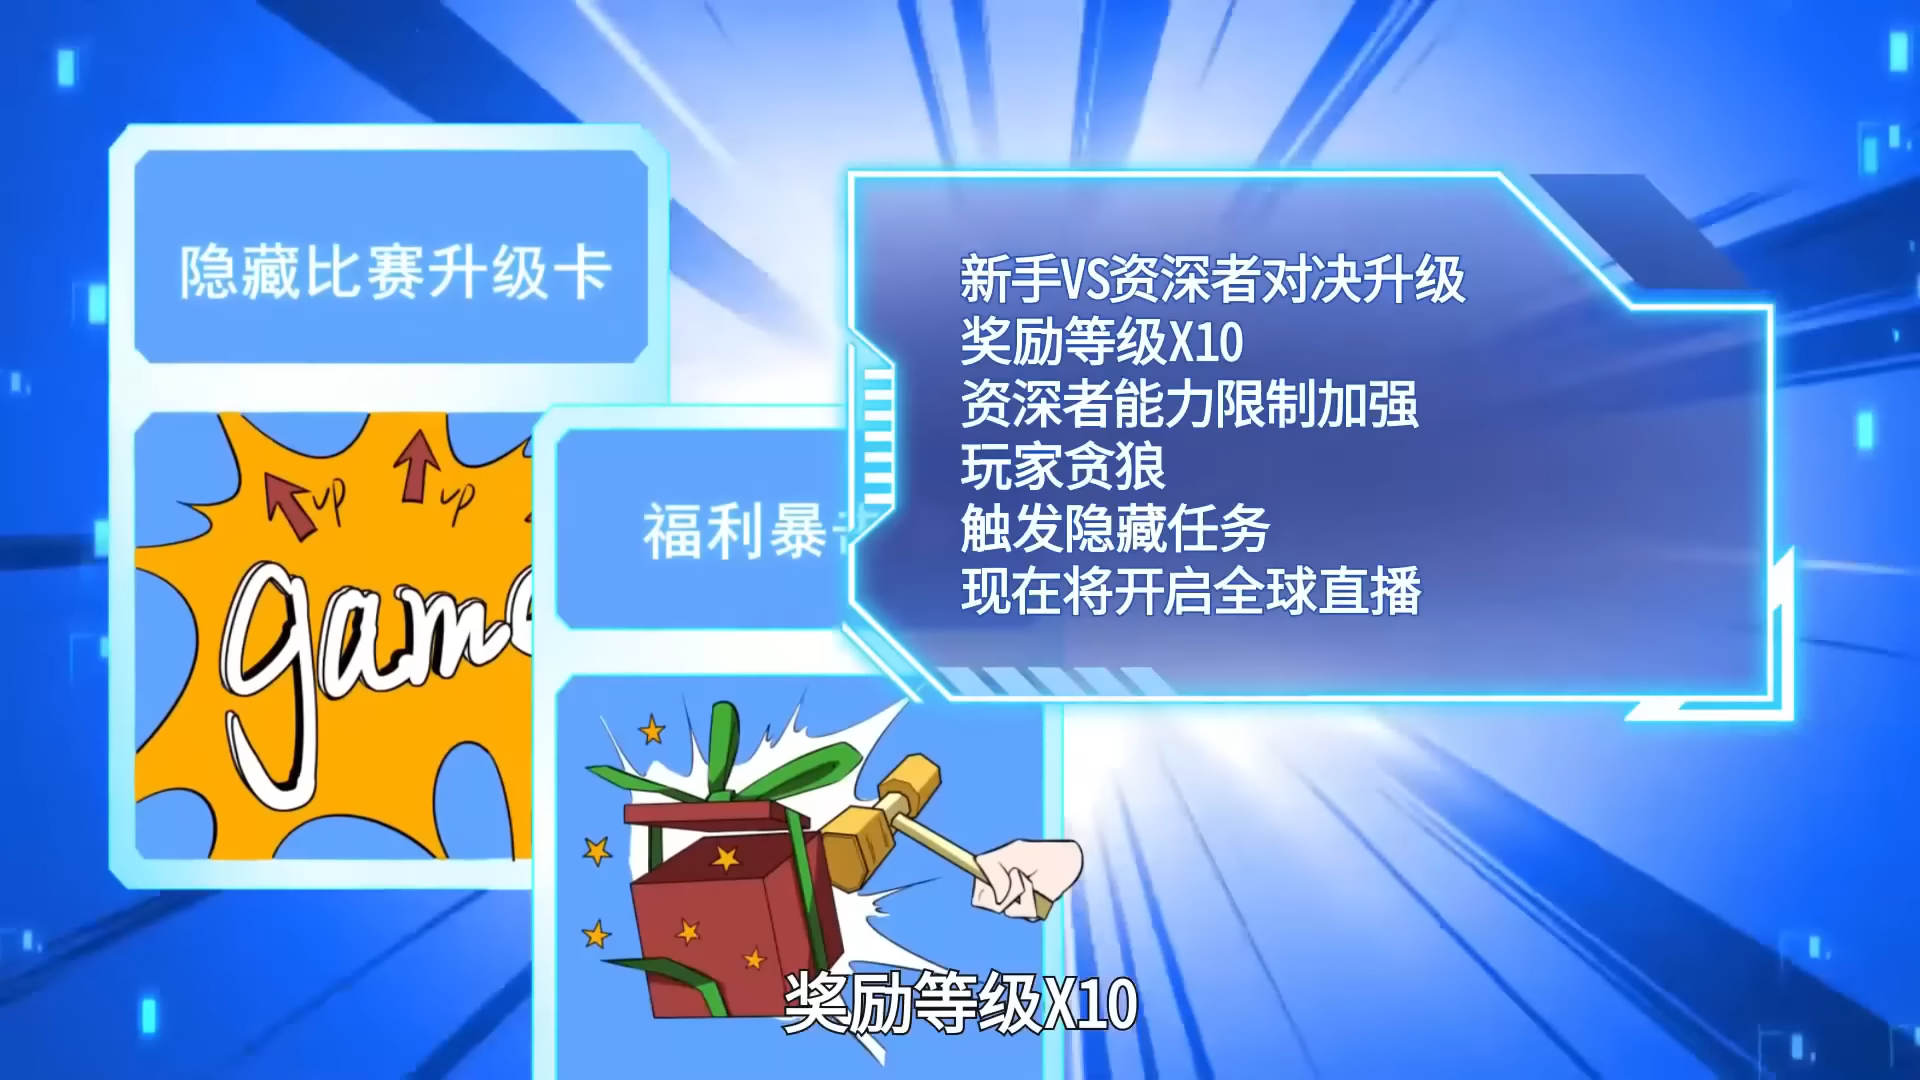 隐藏比赛升级卡
up
up
game
福利暴
新手VS资深者对决升级
奖励等级X10
资深者能力限制加强
玩家贪狼
触发隐藏任务
现在将开启全球直播
奖励等级X10